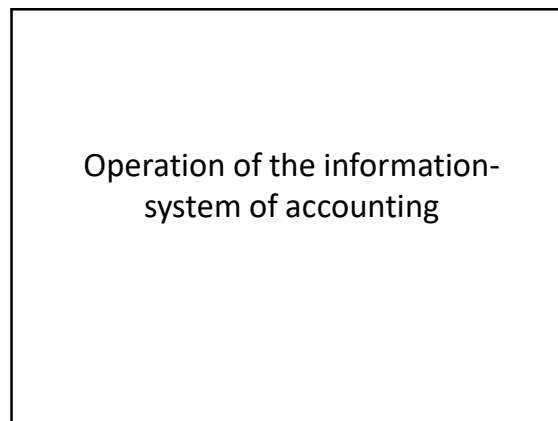 Operation of the information-
system of accounting